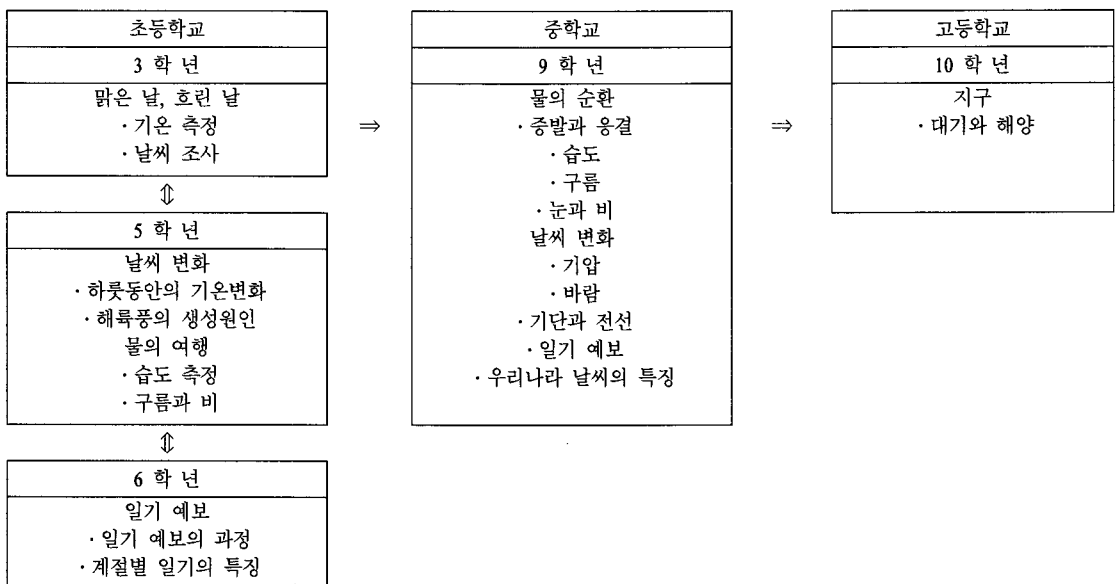 초등학교
3 학 년
맑은 날, 흐린 날
· 기온 측정
· 날씨 조사
⇕
5 학 년
날씨 변화
· 하룻동안의 기온변화
· 해륙풍의 생성원인
물의 여행
· 습도 측정
· 구름과 비
⇕
6 학 년
일기 예보
· 일기 예보의 과정
· 계절별 일기의 특징
⇒
중학교
9 학 년
물의 순환
· 증발과 응결
· 습도
· 구름
· 눈과 비
날씨 변화
· 기압
· 바람
· 기단과 전선
· 일기 예보
· 우리나라 날씨의 특징
⇒
고등학교
10 학 년
지구
· 대기와 해양